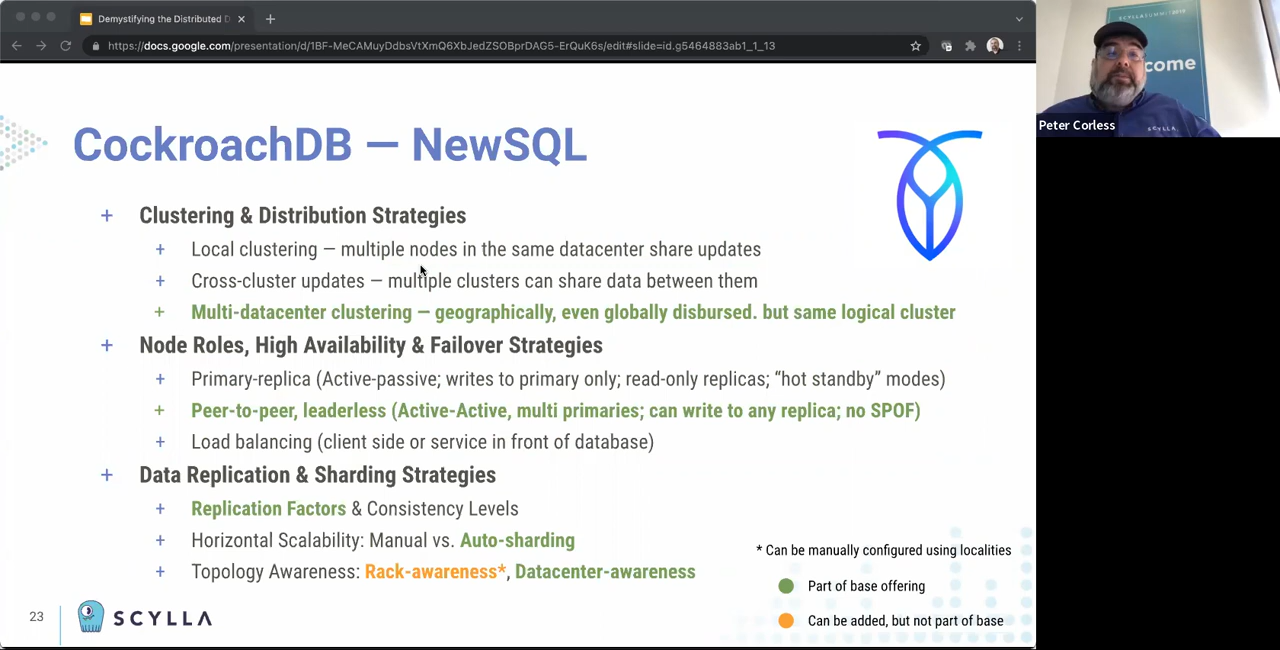 Demystifying the Distributed D
https://docs.google.com/presentation/d/1BF-MeCAMuyDdbsVtXmQ6XbJedZSOBprDAG5-ErQuK6s/edit#slide=id.g5464883ab1_1_13
SCYLLASUMMIT2019
come
SCYLLA.
Peter Corless
CockroachDB — NewSQL
+ Clustering & Distribution Strategies
+ Local clustering — multiple nodes in the same datacenter share updates
+ Cross-cluster updates — multiple clusters can share data between them
+ Multi-datacenter clustering — geographically, even globally disbursed. but same logical cluster
+ Node Roles, High Availability & Failover Strategies
+ Primary-replica (Active-passive; writes to primary only; read-only replicas; “hot standby” modes)
+ Peer-to-peer, leaderless (Active-Active, multi primaries; can write to any replica; no SPOF)
+ Load balancing (client side or service in front of database)
+ Data Replication & Sharding Strategies
+ Replication Factors & Consistency Levels
+ Horizontal Scalability: Manual vs. Auto-sharding
+ Topology Awareness: Rack-awareness*, Datacenter-awareness
* Can be manually configured using localities
Part of base offering
Can be added, but not part of base
23
SCYLLA